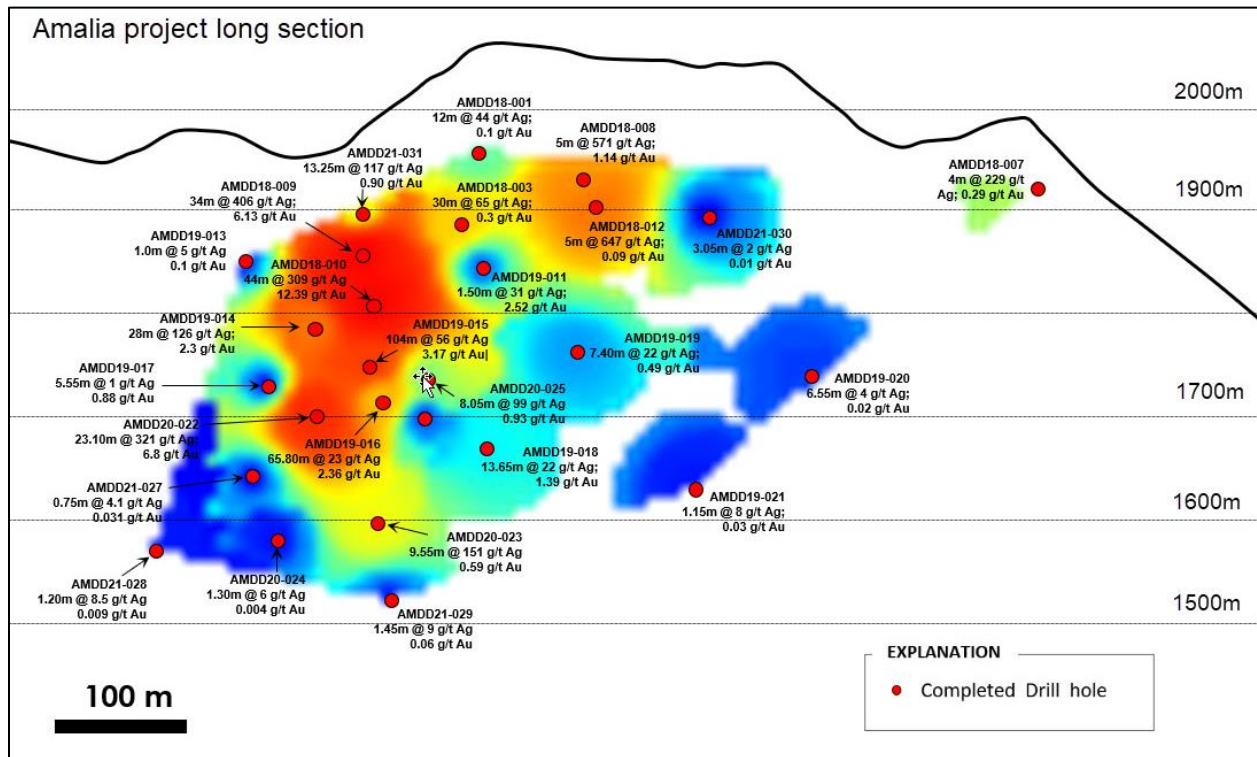 Amalia project long section
2000m
1900m
1700m
1600m
1500m
AMDD18-001
12m @ 44 g/t Ag;
0.1 g/t Au
AMDD18-008
5m @ 571 g/t Ag;
1.14 g/t Au
AMDD21-031
13.25m @ 117 g/t Ag
0.90 g/t Au
AMDD18-007
4m @ 229 g/t
Ag; 0.29 g/t Au
AMDD18-009
34m @ 406 g/t Ag;
6.13 g/t Au
AMDD18-003
30m @ 65 g/t Ag;
0.3 g/t Au
AMDD18-012
5m @ 647 g/t Ag;
0.09 g/t Au
AMDD21-030
3.05m @ 2 g/t Ag
0.01 g/t Au
AMDD19-013
1.0m @ 5 g/t Ag
0.1 g/t Au
AMDD18-010
44m @ 309 g/t Ag
12.39 g/t Au
AMDD19-011
1.50m @ 31 g/t Ag;
2.52 g/t Au
AMDD19-014
28m @ 126 g/t Ag;
2.3 g/t Au
AMDD19-015
104m @ 56 g/t Ag
3.17 g/t Au|
AMDD19-019
7.40m @ 22 g/t Ag;
0.49 g/t Au
AMDD19-017
5.55m @ 1 g/t Ag
0.88 g/t Au
AMDD20-025
8.05m @ 99 g/t Ag
0.93 g/t Au
AMDD19-020
6.55m @ 4 g/t Ag;
0.02 g/t Au
AMDD20-022
23.10m @ 321 g/t Ag;
6.8 g/t Au
AMDD19-016
65.80m @ 23 g/t Ag
2.36 g/t Au
AMDD19-018
13.65m @ 22 g/t Ag;
1.39 g/t Au
AMDD21-027
0.75m @ 4.1 g/t Ag
0.031 g/t Au
AMDD19-021
1.15m @ 8 g/t Ag;
0.03 g/t Au
AMDD20-023
9.55m @ 151 g/t Ag
0.59 g/t Au
AMDD21-028
1.20m @ 8.5 g/t Ag
0.009 g/t Au
AMDD20-024
1.30m @ 6 g/t Ag
0.004 g/t Au
AMDD21-029
1.45m @ 9 g/t Ag
0.06 g/t Au
100 m
EXPLANATION
Completed Drill hole